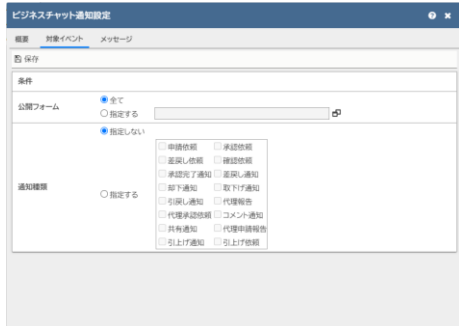 ビジネスチャット通知設定
概要 対象イベント メッセージ
保存
条件
公開フォーム
全て
指定する
通知種類
指定しない
指定する
申請依頼 承認依頼
差戻し依頼 確認依頼
承認完了通知 差戻し通知
却下通知 取下げ通知
引戻し通知 代理報告
代理承認依頼 コメント通知
共有通知 代理申請報告
引上げ通知 引上げ依頼